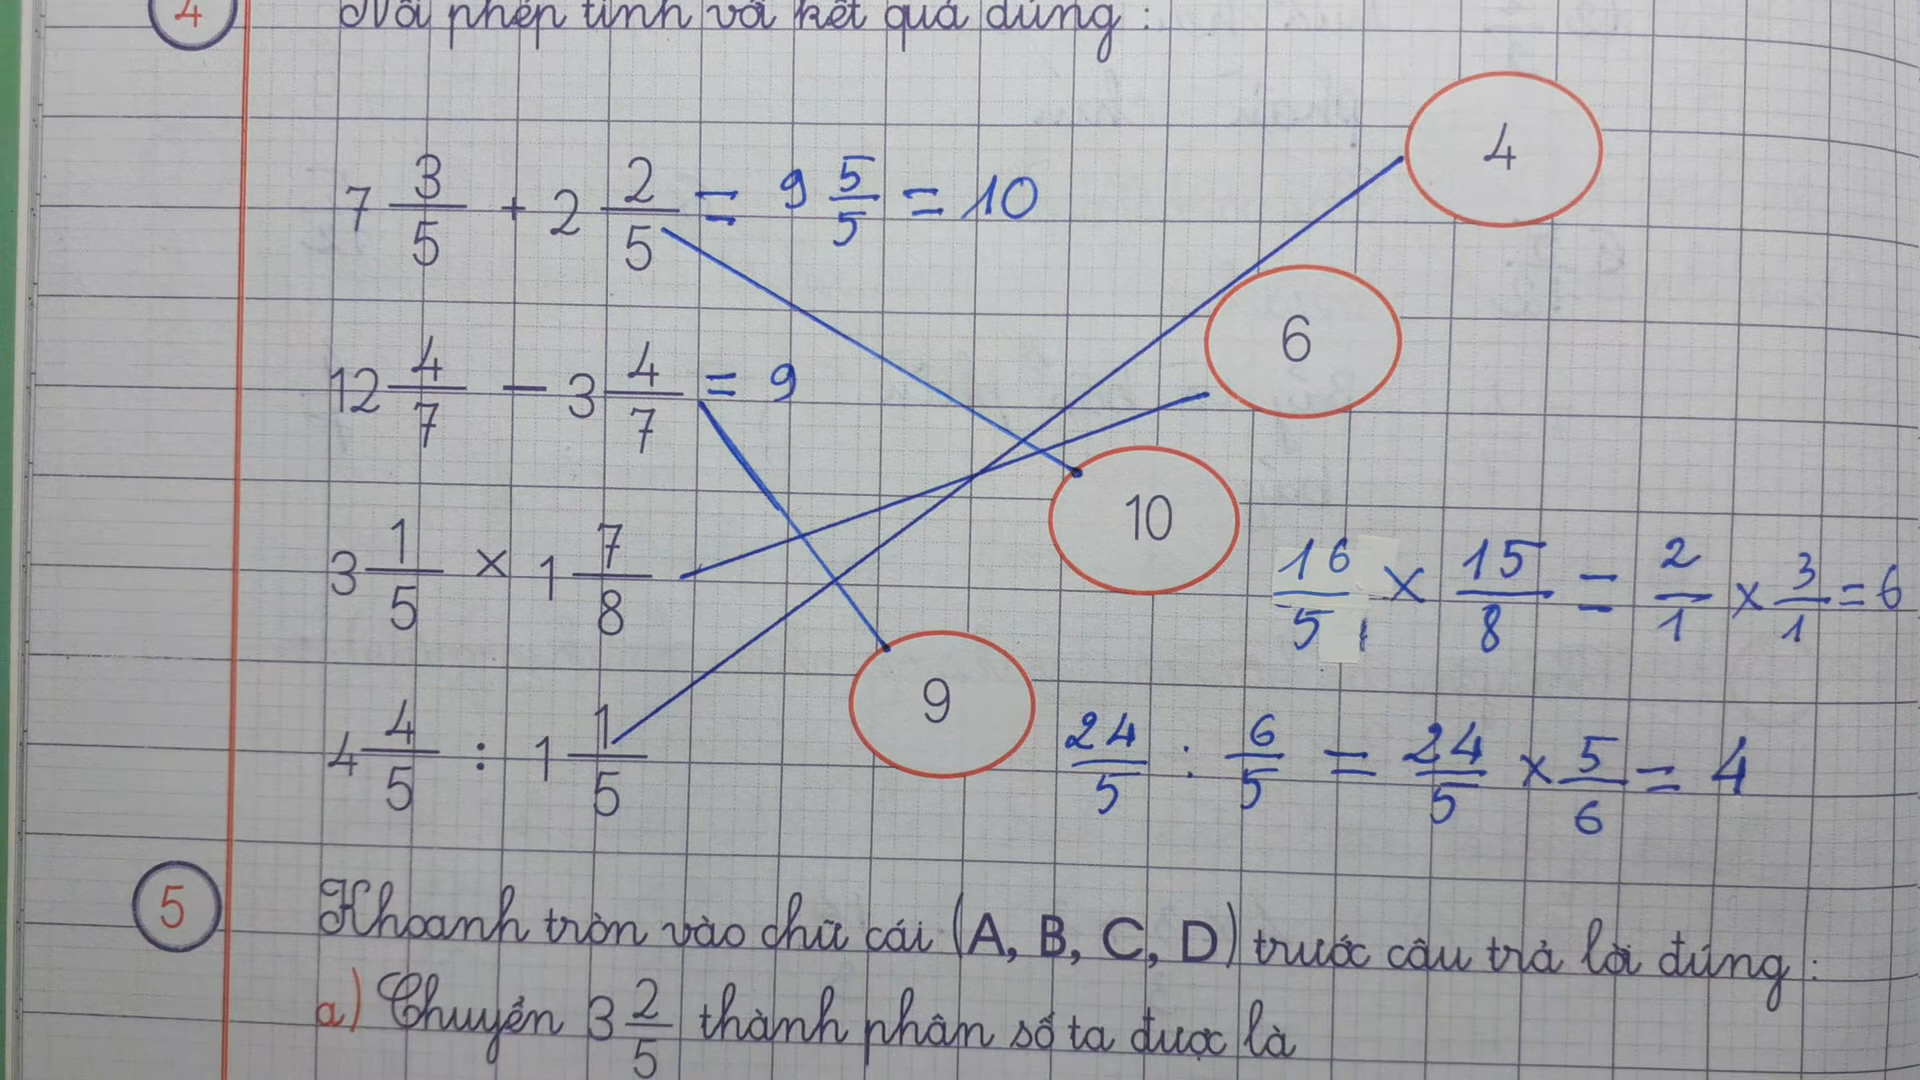 4 Nối phép tính với kết quả đúng:
7 3/5 + 2 2/5 = 9 5/5 = 10
4
12 4/7 - 3 4/7 = 9
6
10
3 1/5 × 1 7/8
16/5 × 15/8 = 2/1 × 3/1 = 6
9
4 4/5 : 1 1/5
24/5 : 6/5 = 24/5 × 5/6 = 4
5 Khoanh tròn vào chữ cái (A, B, C, D) trước câu trả lời đúng:
a) Chuyển 3 2/5 thành phân số ta được là